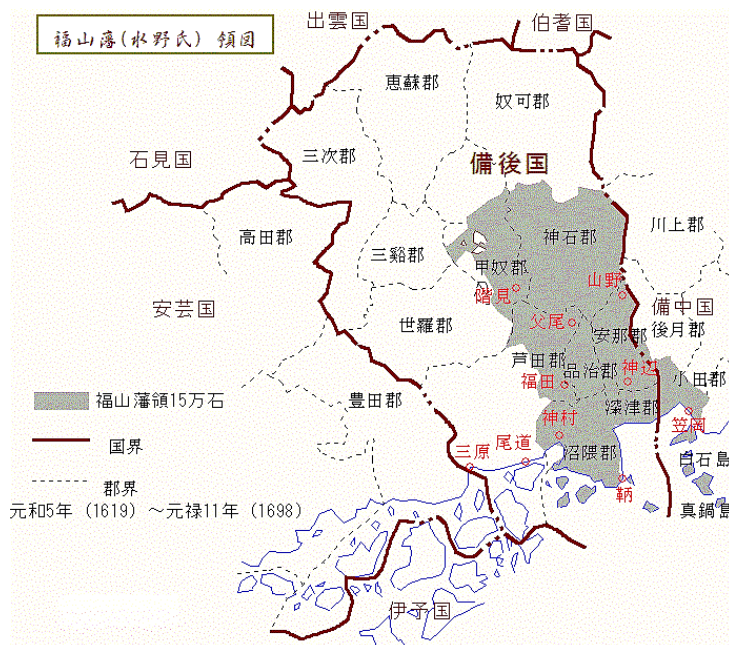 福山藩(水野氏) 領図
出雲国
伯耆国
恵蘇郡
奴可郡
三次郡
石見国
備後国
高田郡
神石郡
川上郡
三谿郡
甲奴郡
階見
山野
安芸国
世羅郡
父尾
安那郡
備中国
後月郡
芦田郡
品治郡
神辺
小田郡
福田
豊田郡
深津郡
笠岡
神村
三原
尾道
沼隈郡
白石島
鞆
真鍋島
福山藩領15万石
国界
郡界
元和5年 (1619) ～元禄11年 (1698)
伊予国